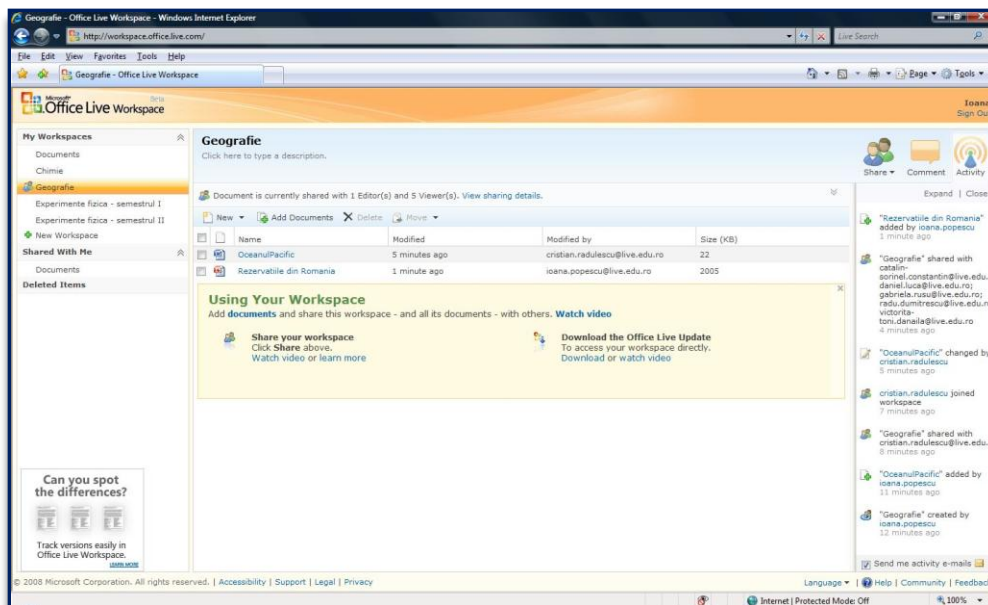 Geografie - Office Live Workspace - Windows Internet Explorer
http://workspace.office.live.com/
Live Search
File Edit View Favorites Tools Help
Geografie - Office Live Workspace
Page Tools
Microsoft Beta
Office Live Workspace
Ioana
Sign Ou
My Workspaces
Documents
Chimie
Geografie
Experimente fizica - semestrul I
Experimente fizica - semestrul II
New Workspace
Shared With Me
Documents
Deleted Items
Geografie
Click here to type a description.
Share Comment Activity
Document is currently shared with 1 Editor(s) and 5 Viewer(s). View sharing details.
New Add Documents Delete Move
Name Modified Modified by Size (KB)
OceanulPacific 5 minutes ago cristian.radulescu@live.edu.ro 22
Rezervatiile din Romania 1 minute ago ioana.popescu@live.edu.ro 2005
Using Your Workspace
Add documents and share this workspace - and all its documents - with others. Watch video
Share your workspace
Click Share above.
Watch video or learn more
Download the Office Live Update
To access your workspace directly.
Download or watch video
Expand | Close
"Rezervatiile din Romania"
added by ioana.popescu
1 minute ago
"Geografie" shared with
catalin-
sorinel.constantin@live.edu.
daniel.luca@live.edu.ro;
gabriela.rusu@live.edu.ro;
radu.dumitrescu@live.edu.r
victorita-
toni.danaila@live.edu.ro
4 minutes ago
"OceanulPacific" changed by
cristian.radulescu
5 minutes ago
cristian.radulescu joined
workspace
7 minutes ago
"Geografie" shared with
cristian.radulescu@live.edu.
8 minutes ago
"OceanulPacific" added by
ioana.popescu
11 minutes ago
"Geografie" created by
ioana.popescu
12 minutes ago
Send me activity e-mails
Can you spot
the differences?
Track versions easily in
Office Live Workspace.
LEARN MORE
© 2008 Microsoft Corporation. All rights reserved. | Accessibility | Support | Legal | Privacy
Language | Help | Community | Feedbac
Internet | Protected Mode: Off 100%